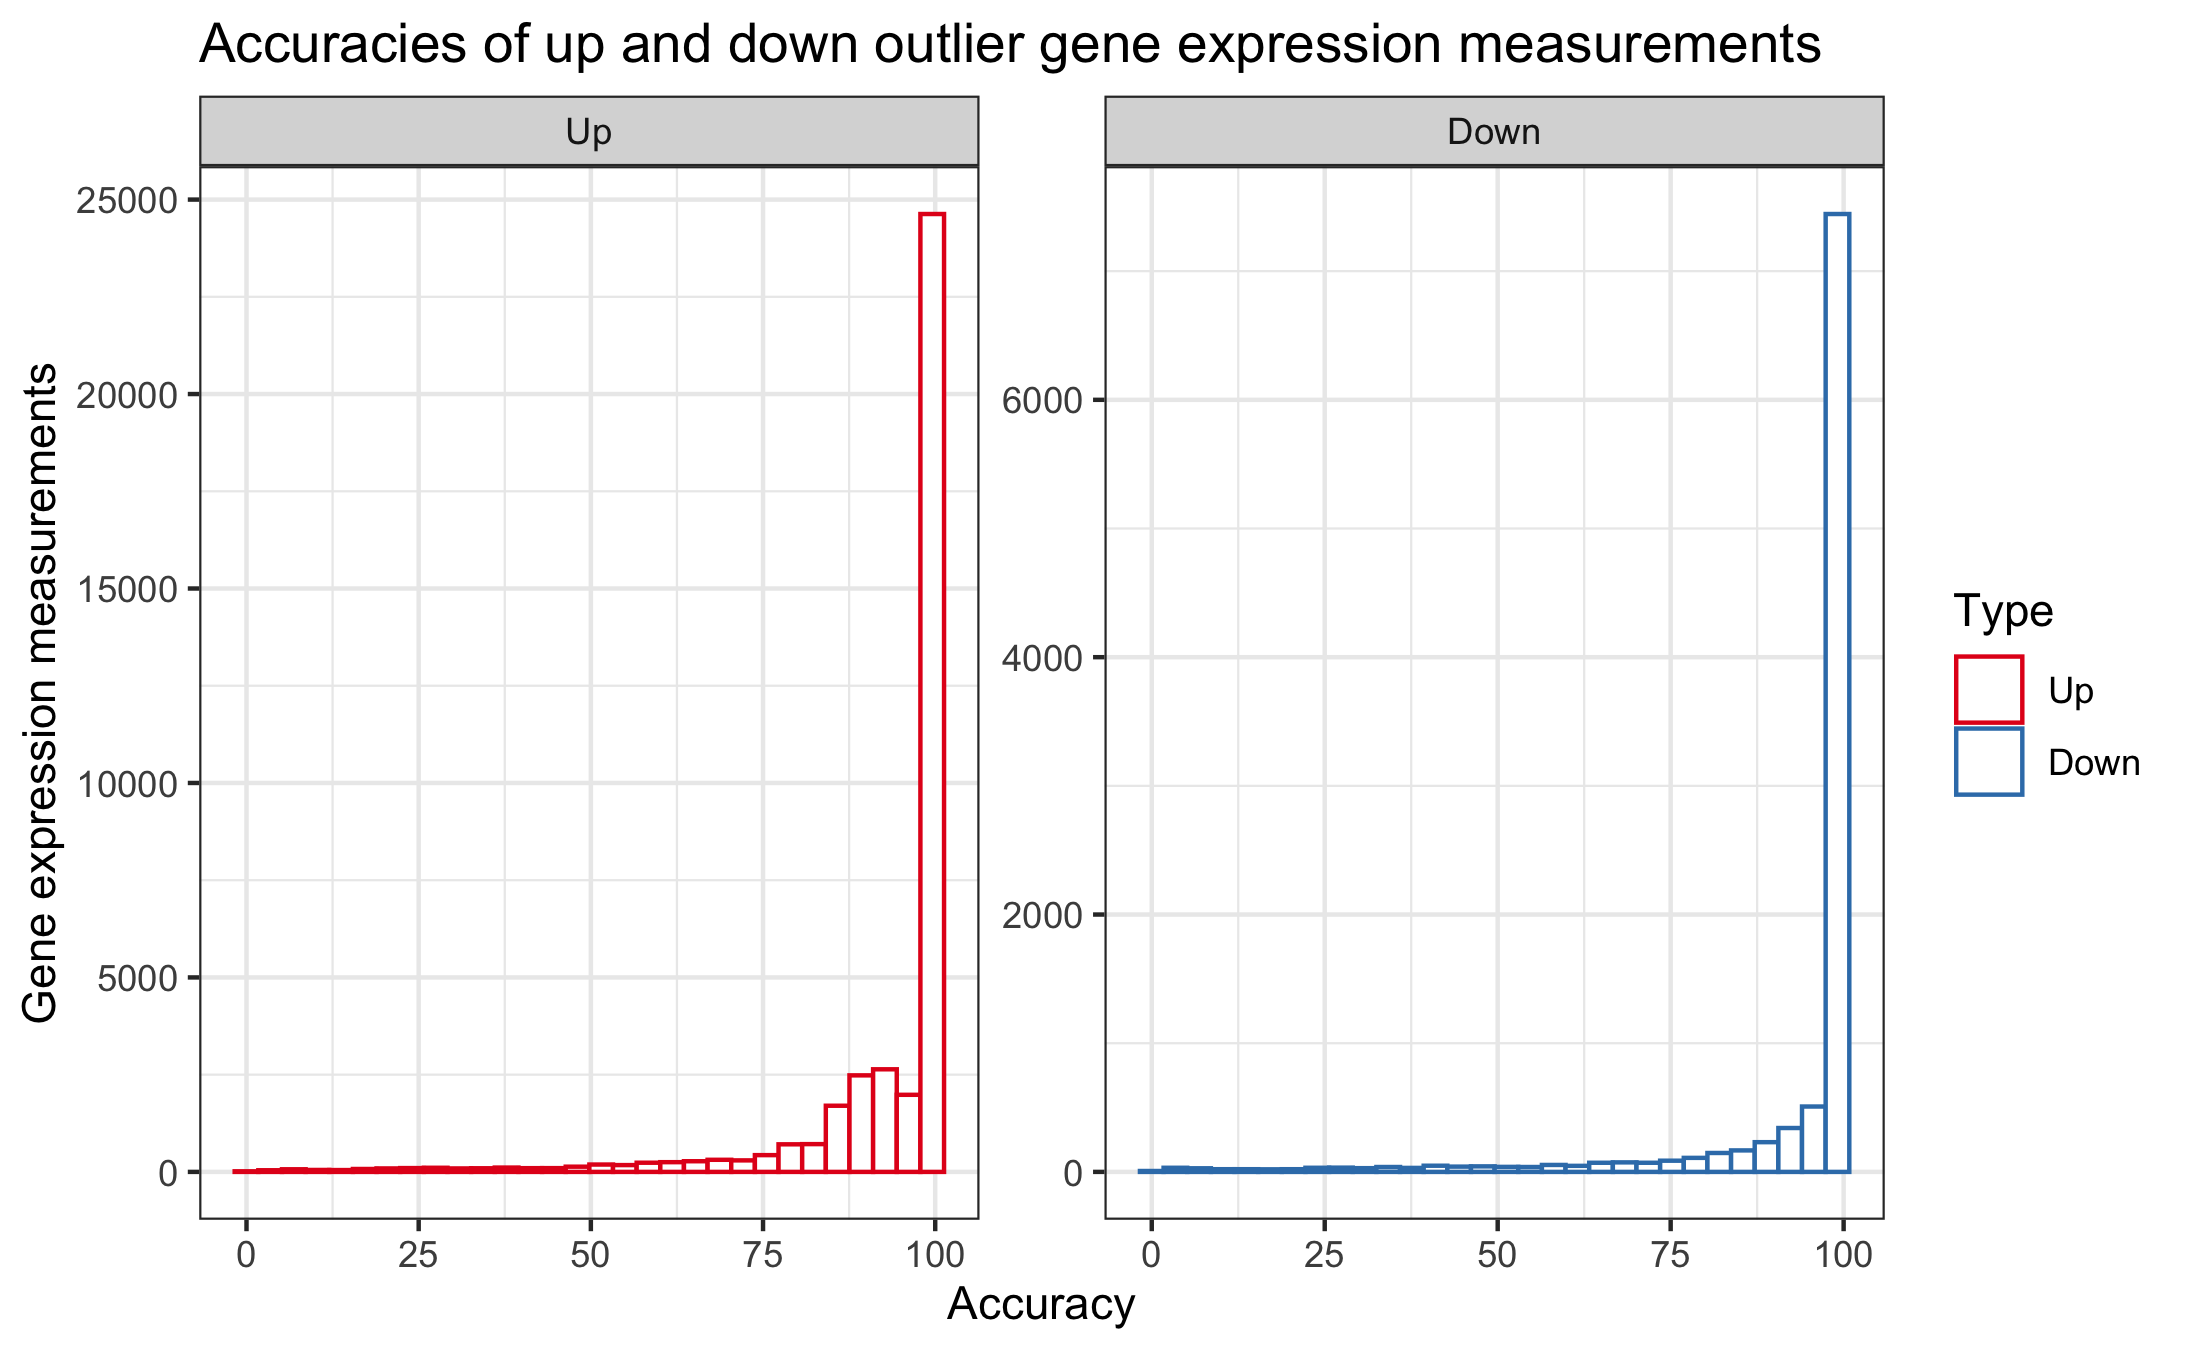 Accuracies of up and down outlier gene expression measurements
Up
Down
Gene expression measurements
25000
20000
15000
10000
5000
0
6000
4000
2000
0
0 25 50 75 100
0 25 50 75 100
Accuracy
Type
Up
Down